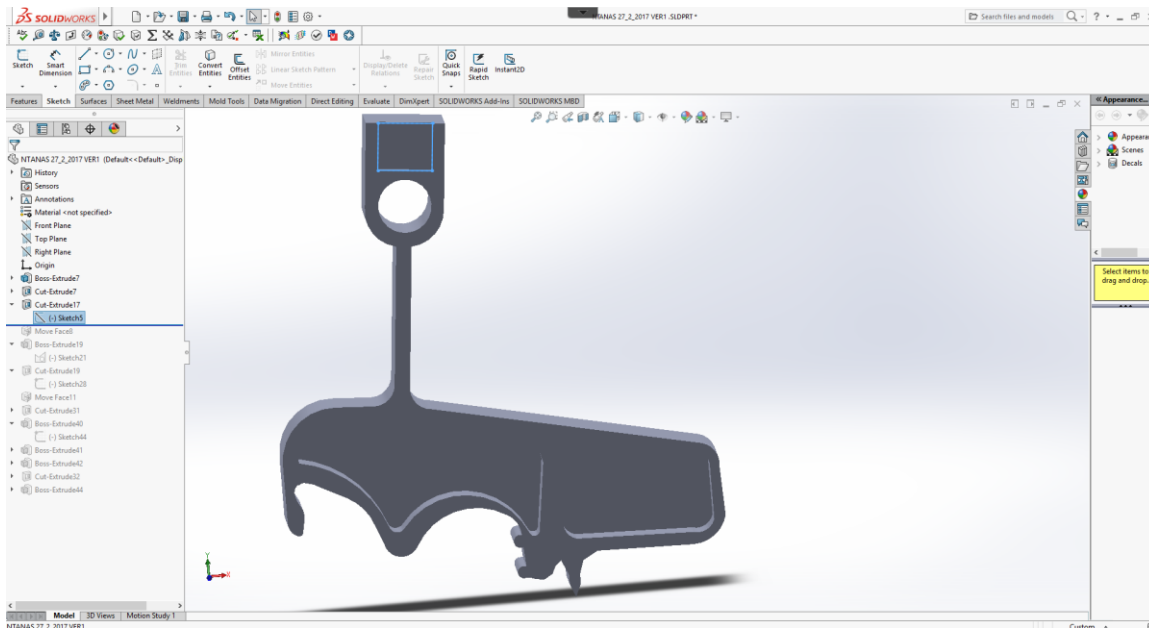 SOLIDWORKS
NTANAS 27_2_2017 VER1 .SLDPRT *
Search files and models
Sketch
Smart Dimension
Trim Entities
Convert Entities
Offset Entities
Mirror Entities
Linear Sketch Pattern
Move Entities
Display/Delete Relations
Repair Sketch
Quick Snaps
Rapid Sketch
Instant2D
Features
Sketch
Surfaces
Sheet Metal
Weldments
Mold Tools
Data Migration
Direct Editing
Evaluate
DimXpert
SOLIDWORKS Add-Ins
SOLIDWORKS MBD
NTANAS 27_2_2017 VER1 (Default<<Default>_Disp
History
Sensors
Annotations
Material <not specified>
Front Plane
Top Plane
Right Plane
Origin
Boss-Extrude7
Cut-Extrude7
Cut-Extrude17
(-) Sketch5
Move Face8
Boss-Extrude19
(-) Sketch21
Cut-Extrude19
(-) Sketch28
Move Face11
Cut-Extrude31
Boss-Extrude40
(-) Sketch44
Boss-Extrude41
Boss-Extrude42
Cut-Extrude32
Boss-Extrude44
Y
X
Appearance...
Appeara
Scenes
Decals
Select items to
drag and drop.
Model
3D Views
Motion Study 1
NTANAS 27_2_2017 VER1
Custom